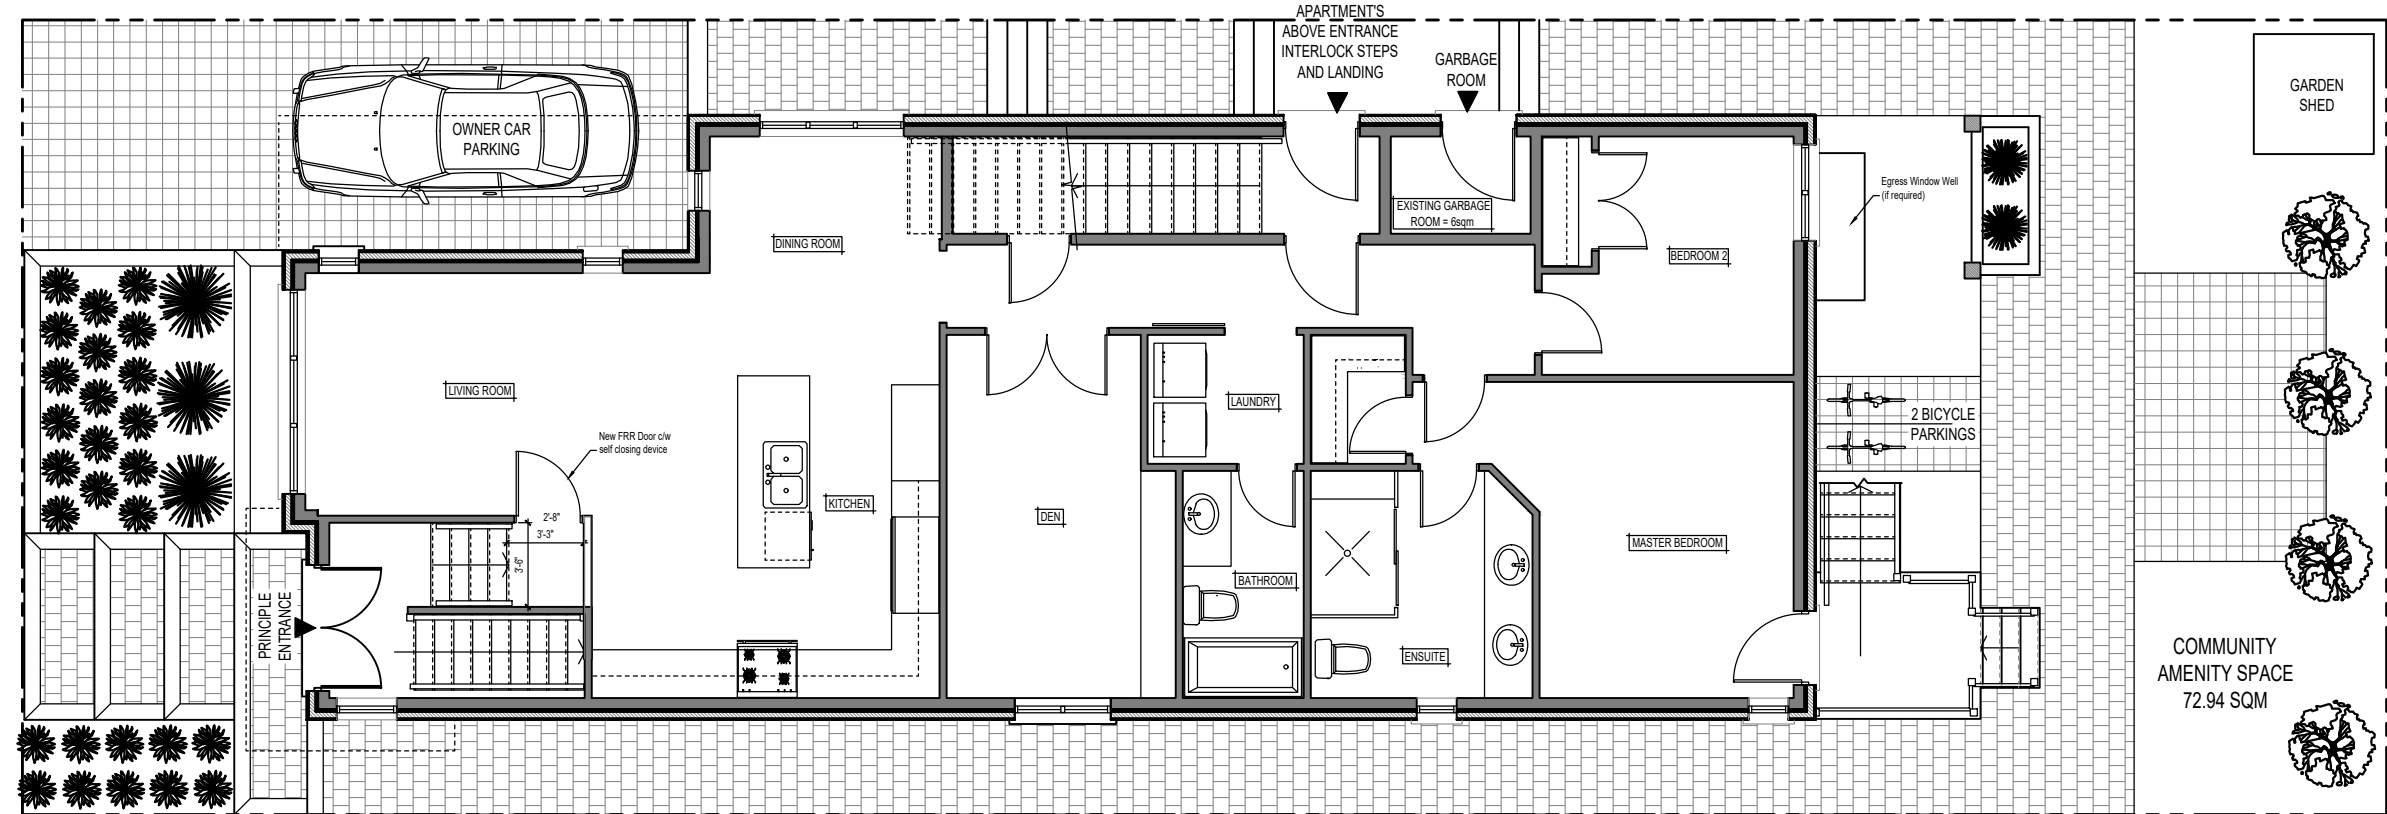 APARTMENT'S
ABOVE ENTRANCE
INTERLOCK STEPS
AND LANDING
GARBAGE
ROOM
GARDEN
SHED
OWNER CAR
PARKING
EXISTING GARBAGE
ROOM = 6sqm
Egress Window Well
(if required)
DINING ROOM
BEDROOM 2
LIVING ROOM
LAUNDRY
2 BICYCLE
PARKINGS
New FRR Door c/w
self closing device
KITCHEN
DEN
2'-8"
3'-3"
3'-6"
MASTER BEDROOM
BATHROOM
PRINCIPLE
ENTRANCE
ENSUITE
COMMUNITY
AMENITY SPACE
72.94 SQM